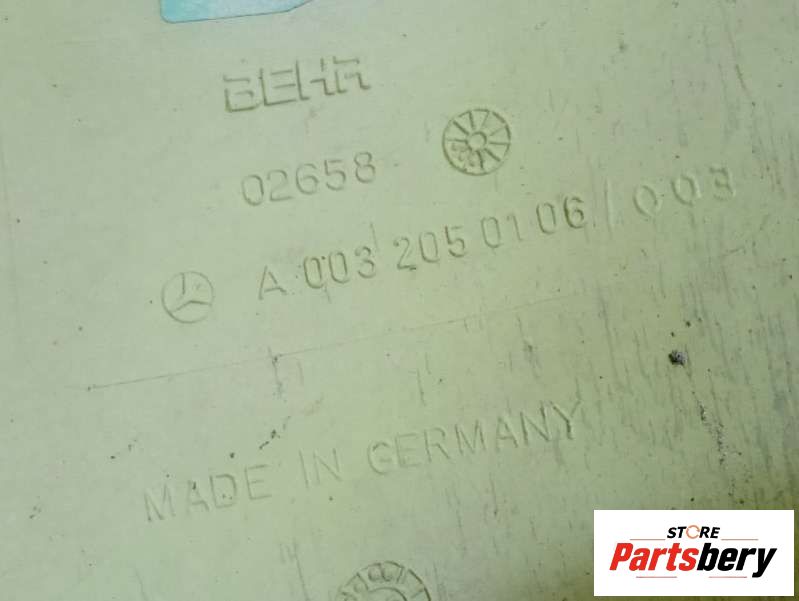 BEHR
02658
A 003 205 01 06 / 003
MADE IN GERMANY
STORE
Partsbery